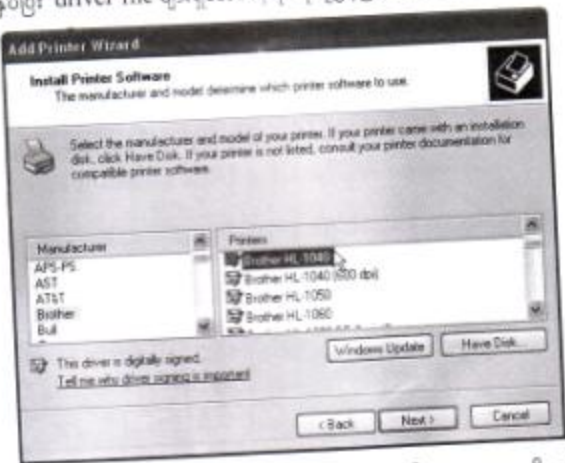 driver file
Add Printer Wizard
Install Printer Software
The manufacturer and model determine which printer software to use.
Select the manufacturer and model of your printer. If your printer came with an installation
disk, click Have Disk. If your printer is not listed, consult your printer documentation for
compatible printer software.
Manufacturer
APS-PS
AST
AT&T
Brother
Bull
Printers
Brother HL-1040
Brother HL-1040 (600 dpi)
Brother HL-1050
Brother HL-1060
This driver is digitally signed.
Tell me why driver signing is important
Windows Update
Have Disk...
< Back
Next >
Cancel